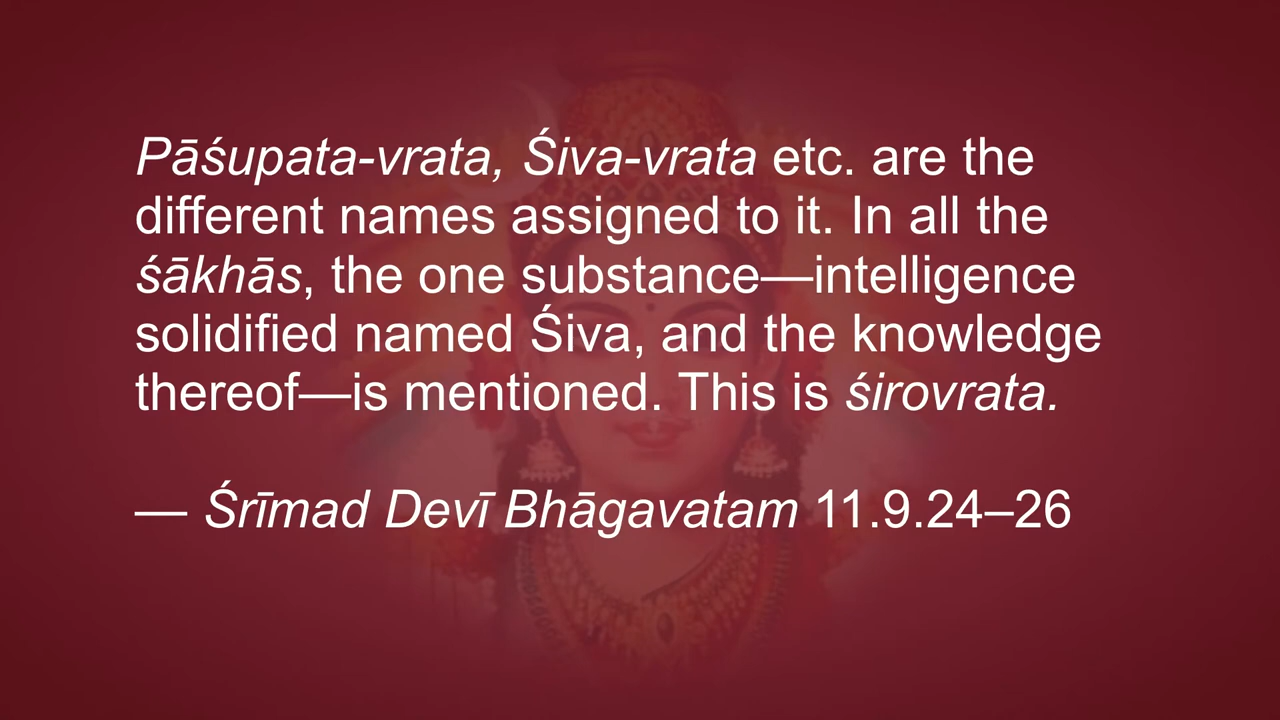 Pāśupata-vrata, Śiva-vrata etc. are the
different names assigned to it. In all the
śākhās, the one substance—intelligence
solidified named Śiva, and the knowledge
thereof—is mentioned. This is śirovrata.
— Śrīmad Devī Bhāgavatam 11.9.24–26